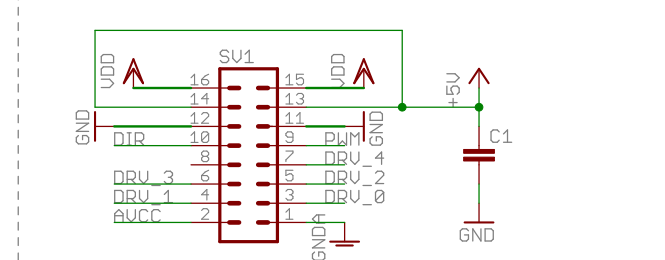 SV1
VDD 16 15 VDD +5V
14 13
GND 12 11 GND C1
DIR 10 9 PWM
8 7 DRV_4
DRV_3 6 5 DRV_2
DRV_1 4 3 DRV_0
AVCC 2 1 GNDA GND